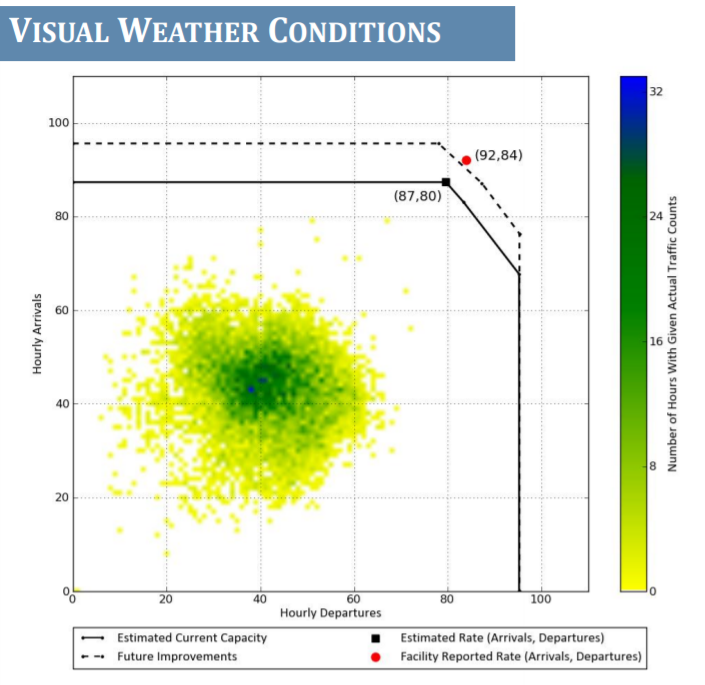 VISUAL WEATHER CONDITIONS
100
80
60
40
20
0
Hourly Arrivals
(92,84)
(87,80)
0 20 40 60 80 100
Hourly Departures
32
24
16
8
0
Number of Hours With Given Actual Traffic Counts
Estimated Current Capacity
Future Improvements
Estimated Rate (Arrivals, Departures)
Facility Reported Rate (Arrivals, Departures)